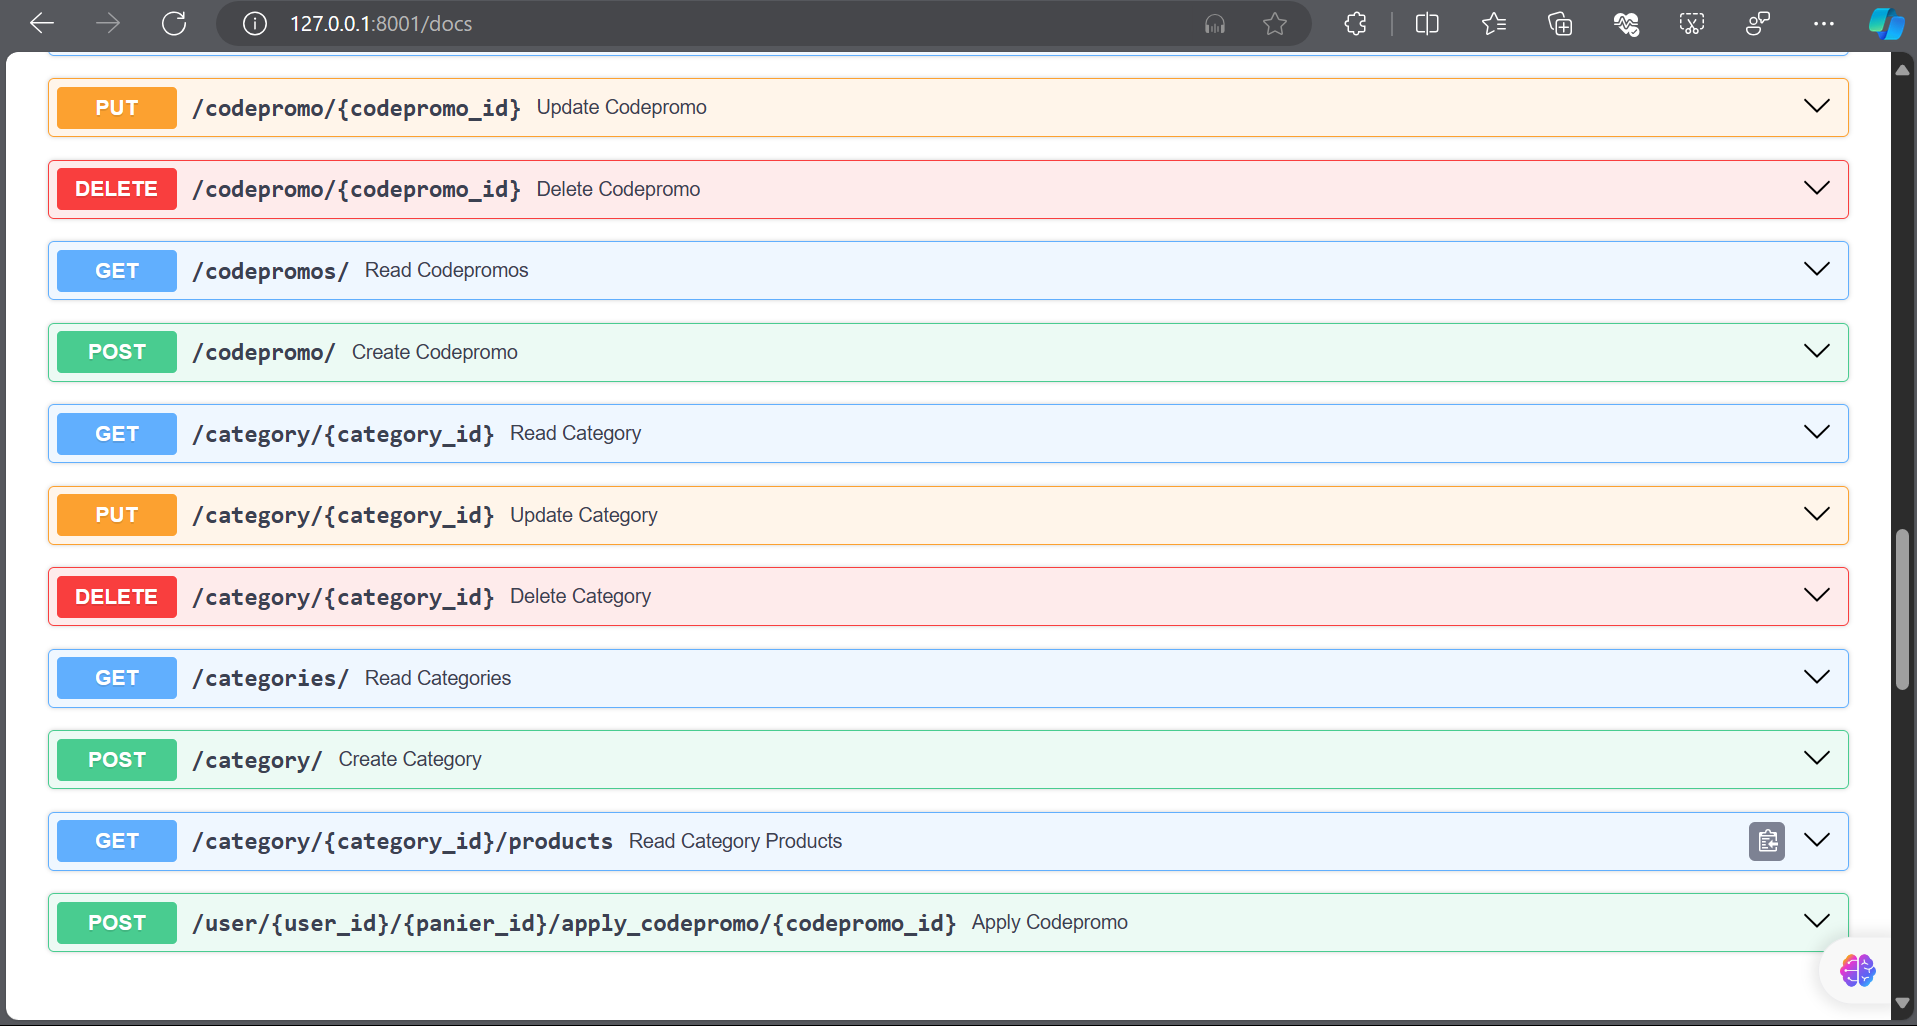 127.0.0.1:8001/docs
PUT /codepromo/{codepromo_id} Update Codepromo
DELETE /codepromo/{codepromo_id} Delete Codepromo
GET /codepromos/ Read Codepromos
POST /codepromo/ Create Codepromo
GET /category/{category_id} Read Category
PUT /category/{category_id} Update Category
DELETE /category/{category_id} Delete Category
GET /categories/ Read Categories
POST /category/ Create Category
GET /category/{category_id}/products Read Category Products
POST /user/{user_id}/{panier_id}/apply_codepromo/{codepromo_id} Apply Codepromo